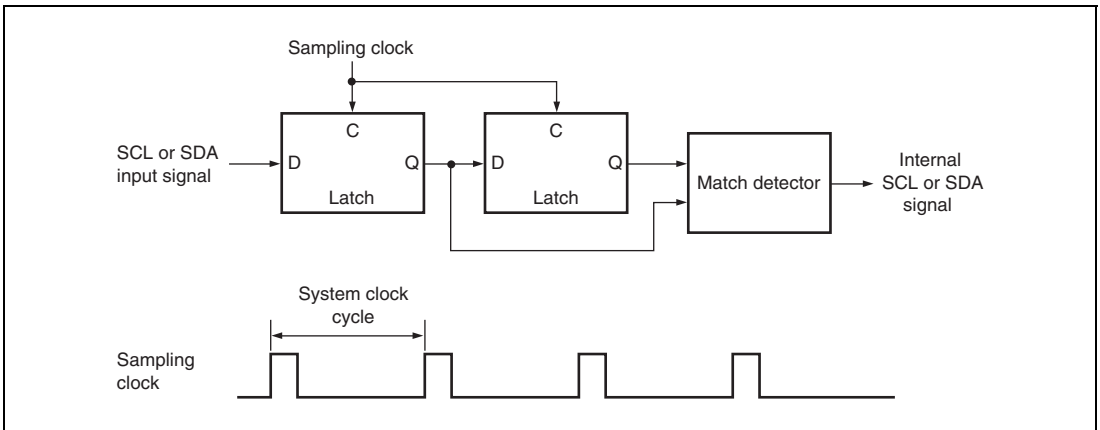 Sampling clock
C
C
SCL or SDA
input signal
D
Q
D
Q
Latch
Latch
Match detector
Internal
SCL or SDA
signal
System clock
cycle
Sampling
clock